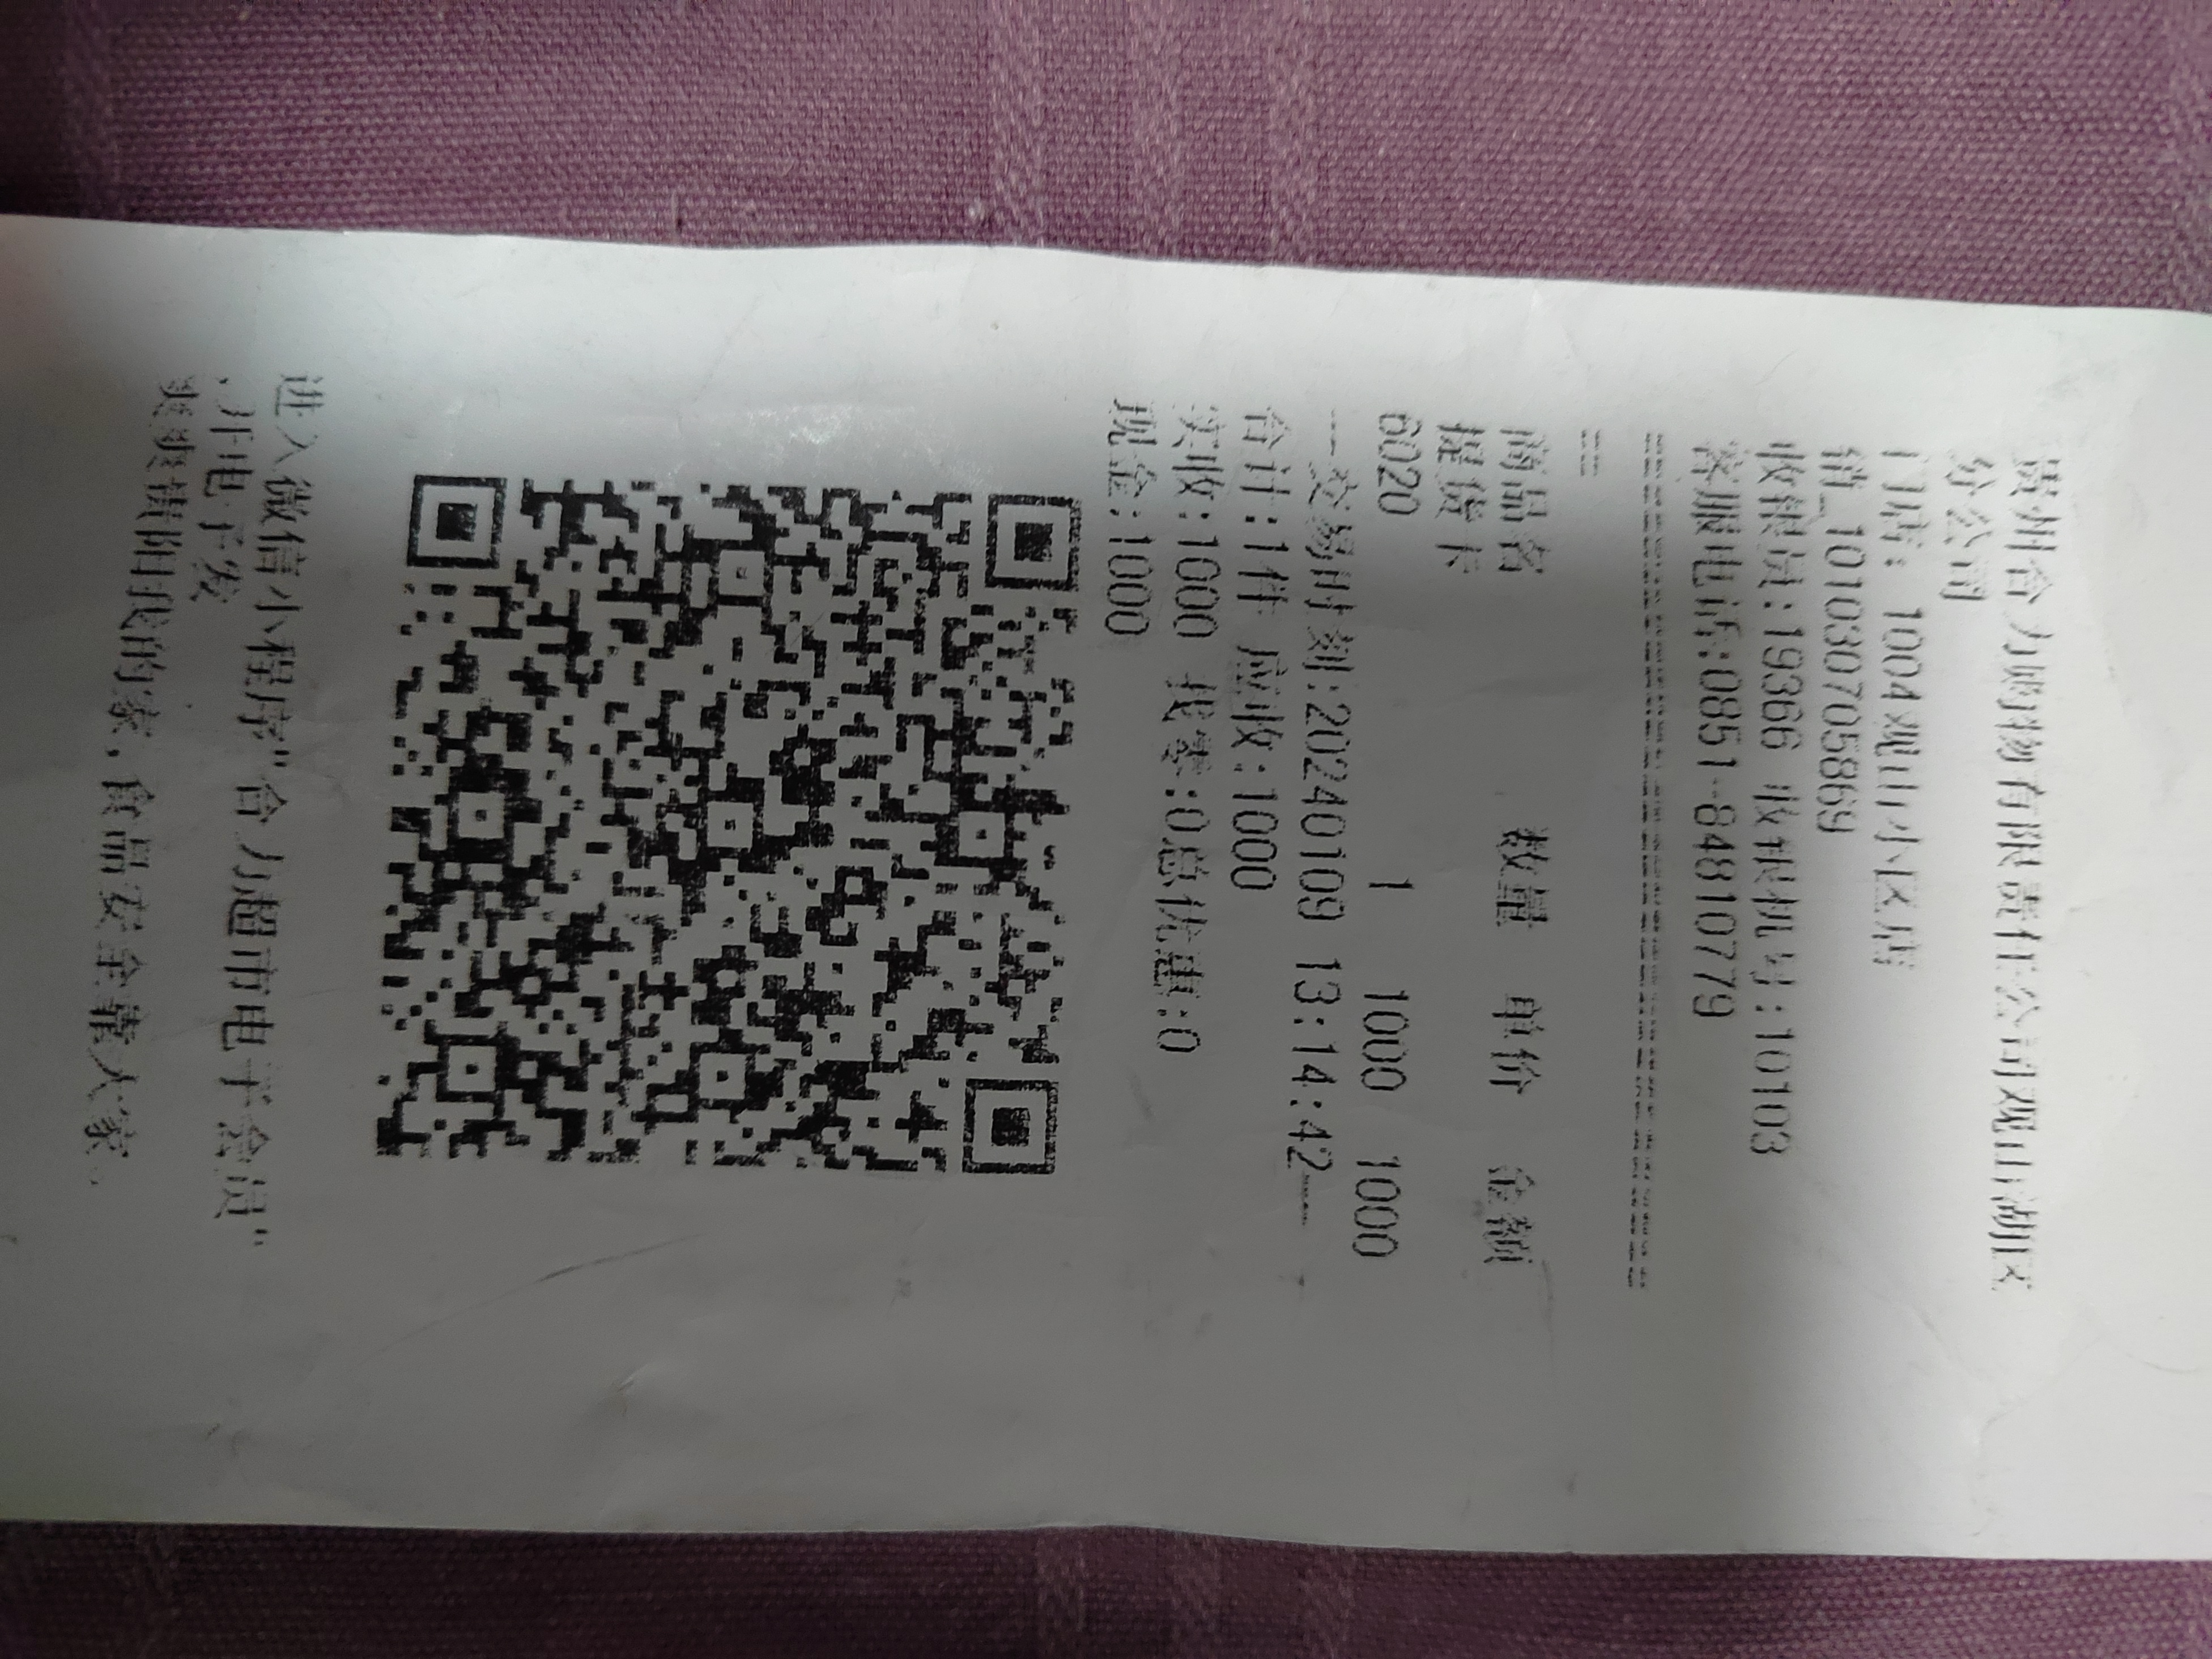 贵州合力购物有限责任公司观山湖区
分公司
门店: 1004观山小区店
销_101030705869
收银员:19366 收银机号:10103
客服电话:0851-84810779
商品名 数量 单价 金额
提货卡
6020 1 1000 1000
---交易时刻:20240109 13:14:42---
合计:1件 应收:1000
实收:1000 找零:0总优惠:0
现金:1000
进入微信小程序"合力超市电子会员"
,开电子发
爽爽贵阳我的家,食品安全靠大家.